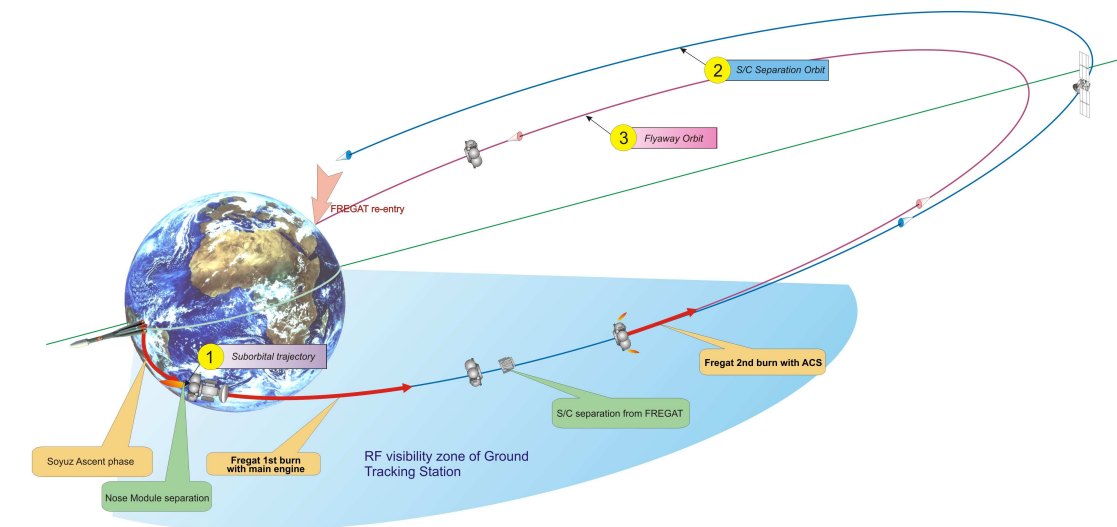 2
S/C Separation Orbit
3
Flyaway Orbit
FREGAT re-entry
1
Suborbital trajectory
Fregat 2nd burn with ACS
S/C separation from FREGAT
Soyuz Ascent phase
Fregat 1st burn
with main engine
RF visibility zone of Ground
Tracking Station
Nose Module separation